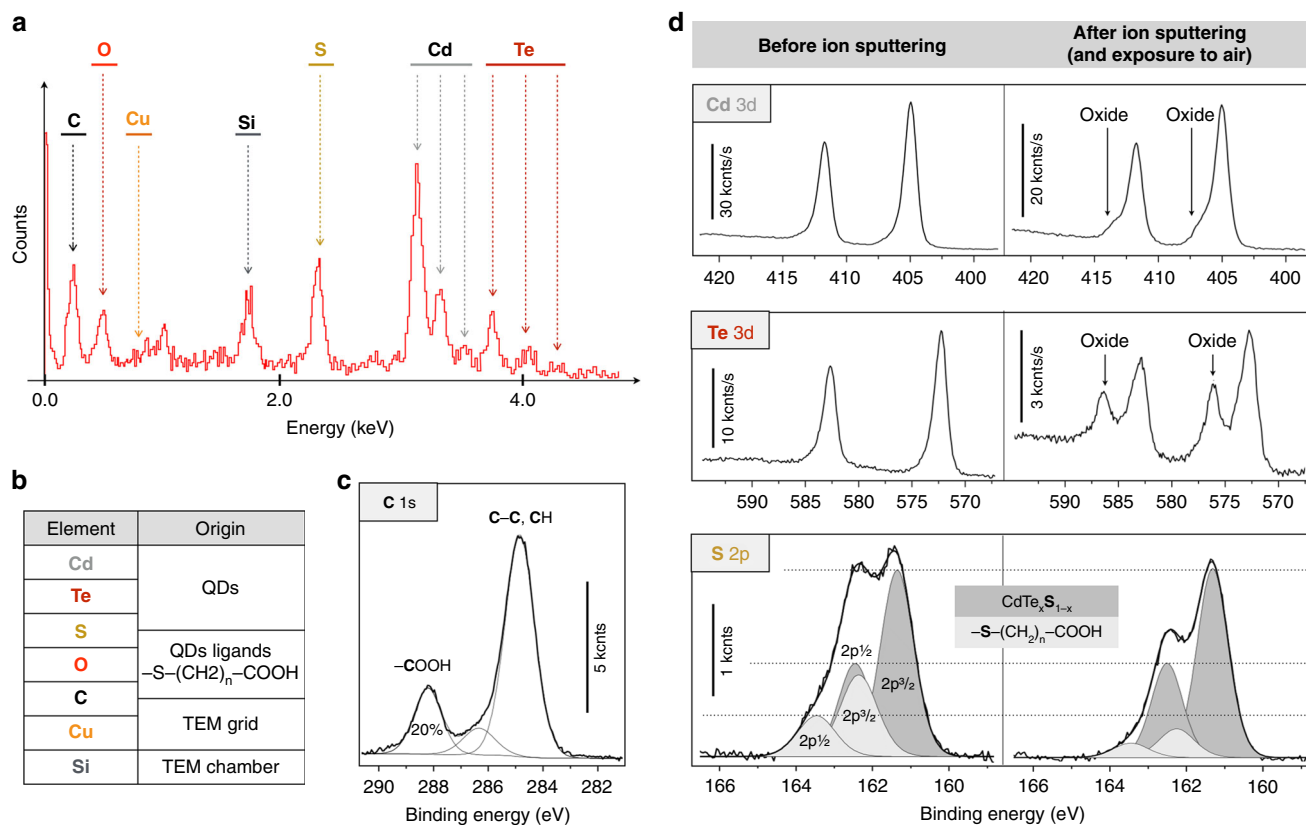 a
O
S
Cd
Te
C
Cu
Si
Counts
0.0
2.0
4.0
Energy (keV)
b
Element
Origin
Cd
Te
S
O
C
Cu
Si
QDs
QDs ligands
–S–(CH2)n–COOH
TEM grid
TEM chamber
c
C 1s
C–C, CH
–COOH
20%
5 kcnts
290 288 286 284 282
Binding energy (eV)
d
Before ion sputtering
After ion sputtering
(and exposure to air)
Cd 3d
30 kcnts/s
420 415 410 405 400
Oxide
Oxide
20 kcnts/s
420 415 410 405 400
Te 3d
10 kcnts/s
590 585 580 575 570
Oxide
Oxide
3 kcnts/s
590 585 580 575 570
S 2p
1 kcnts
2p½
2p³/₂
2p³/₂
2p½
CdTeₓS₁₋ₓ
–S–(CH₂)ₙ–COOH
166 164 162 160
166 164 162 160
Binding energy (eV)